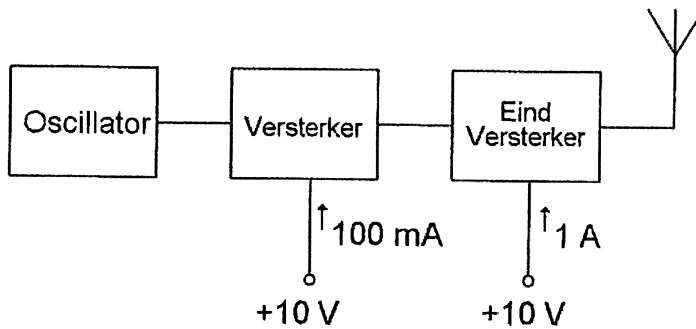 Oscillator
Versterker
Eind
Versterker
↑100 mA
↑1 A
+10 V
+10 V